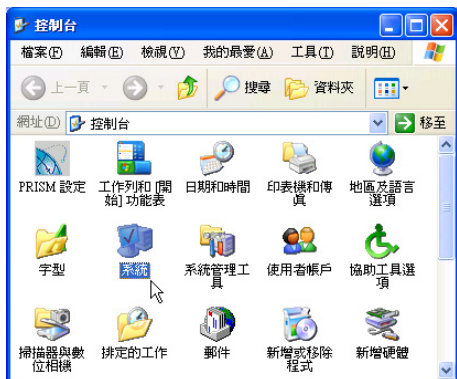 控制台
檔案(F) 編輯(E) 檢視(V) 我的最愛(A) 工具(T) 說明(H)
上一頁 搜尋 資料夾
網址(D) 控制台 移至
PRISM 設定 工作列和 [開始] 功能表 日期和時間 印表機和傳真 地區及語言選項
字型 系統 系統管理工具 使用者帳戶 協助工具選項
掃描器與數位相機 排定的工作 郵件 新增或移除程式 新增硬體